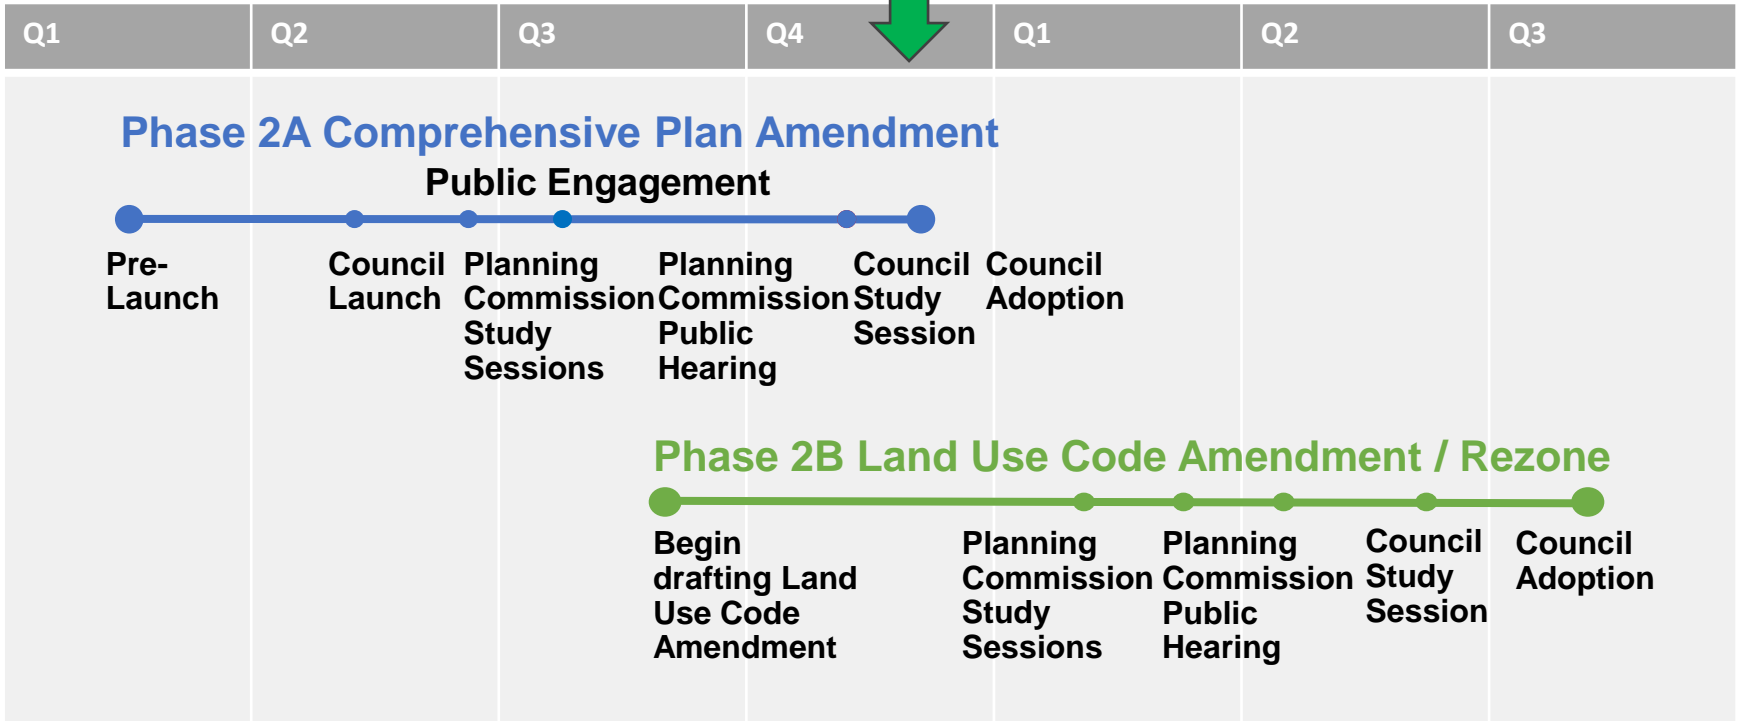 Q1 Q2 Q3 Q4 Q1 Q2 Q3
Phase 2A Comprehensive Plan Amendment
Public Engagement
Pre-
Launch
Council
Launch
Planning
Commission
Study
Sessions
Planning
Commission
Public
Hearing
Council
Study
Session
Council
Adoption
Phase 2B Land Use Code Amendment / Rezone
Begin
drafting Land
Use Code
Amendment
Planning
Commission
Study
Sessions
Planning
Commission
Public
Hearing
Council
Study
Session
Council
Adoption